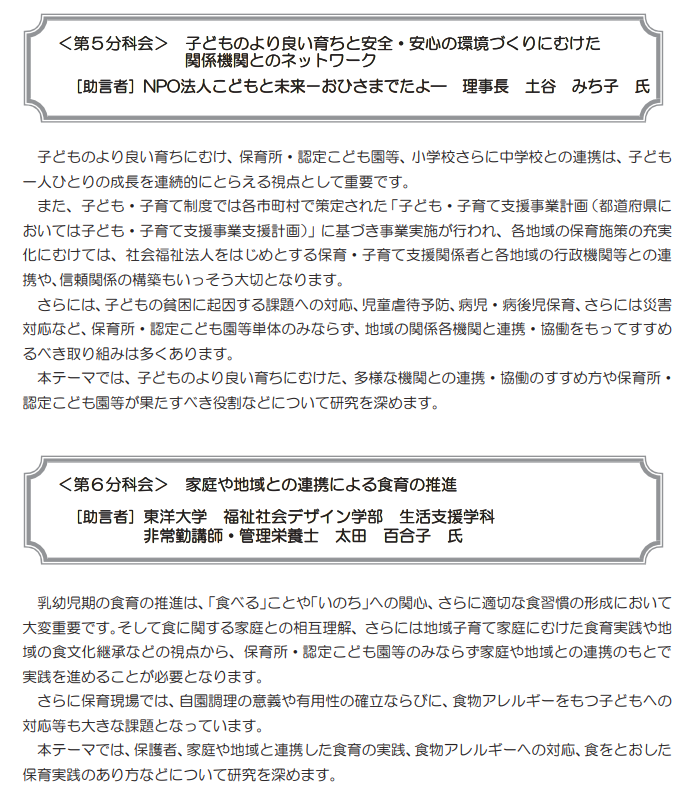 ＜第５分科会＞　子どものより良い育ちと安全・安心の環境づくりにむけた
関係機関とのネットワーク
［助言者］NPO法人こどもと未来－おひさまでたよ―　理事長　土谷　みち子　氏
　子どものより良い育ちにむけ、保育所・認定こども園等、小学校さらに中学校との連携は、子ども
一人ひとりの成長を連続的にとらえる視点として重要です。
　また、子ども・子育て制度では各市町村で策定された「子ども・子育て支援事業計画（都道府県に
おいては子ども・子育て支援事業支援計画）」に基づき事業実施が行われ、各地域の保育施策の充実
化にむけては、社会福祉法人をはじめとする保育・子育て支援関係者と各地域の行政機関等との連
携や、信頼関係の構築もいっそう大切となります。
　さらには、子どもの貧困に起因する課題への対応、児童虐待予防、病児・病後児保育、さらには災害
対応など、保育所・認定こども園等単体のみならず、地域の関係各機関と連携・協働をもってすすめ
るべき取り組みは多くあります。
　本テーマでは、子どものより良い育ちにむけた、多様な機関との連携・協働のすすめ方や保育所・
認定こども園等が果たすべき役割などについて研究を深めます。
＜第６分科会＞　家庭や地域との連携による食育の推進
［助言者］東洋大学　福祉社会デザイン学部　生活支援学科
非常勤講師・管理栄養士　太田　百合子　氏
　乳幼児期の食育の推進は、「食べる」ことや「いのち」への関心、さらに適切な食習慣の形成において
大変重要です。そして食に関する家庭との相互理解、さらには地域子育て家庭にむけた食育実践や地
域の食文化継承などの視点から、保育所・認定こども園等のみならず家庭や地域との連携のもとで
実践を進めることが必要となります。
　さらに保育現場では、自園調理の意義や有用性の確立ならびに、食物アレルギーをもつ子どもへの
対応等も大きな課題となっています。
　本テーマでは、保護者、家庭や地域と連携した食育の実践、食物アレルギーへの対応、食をとおした
保育実践のあり方などについて研究を深めます。